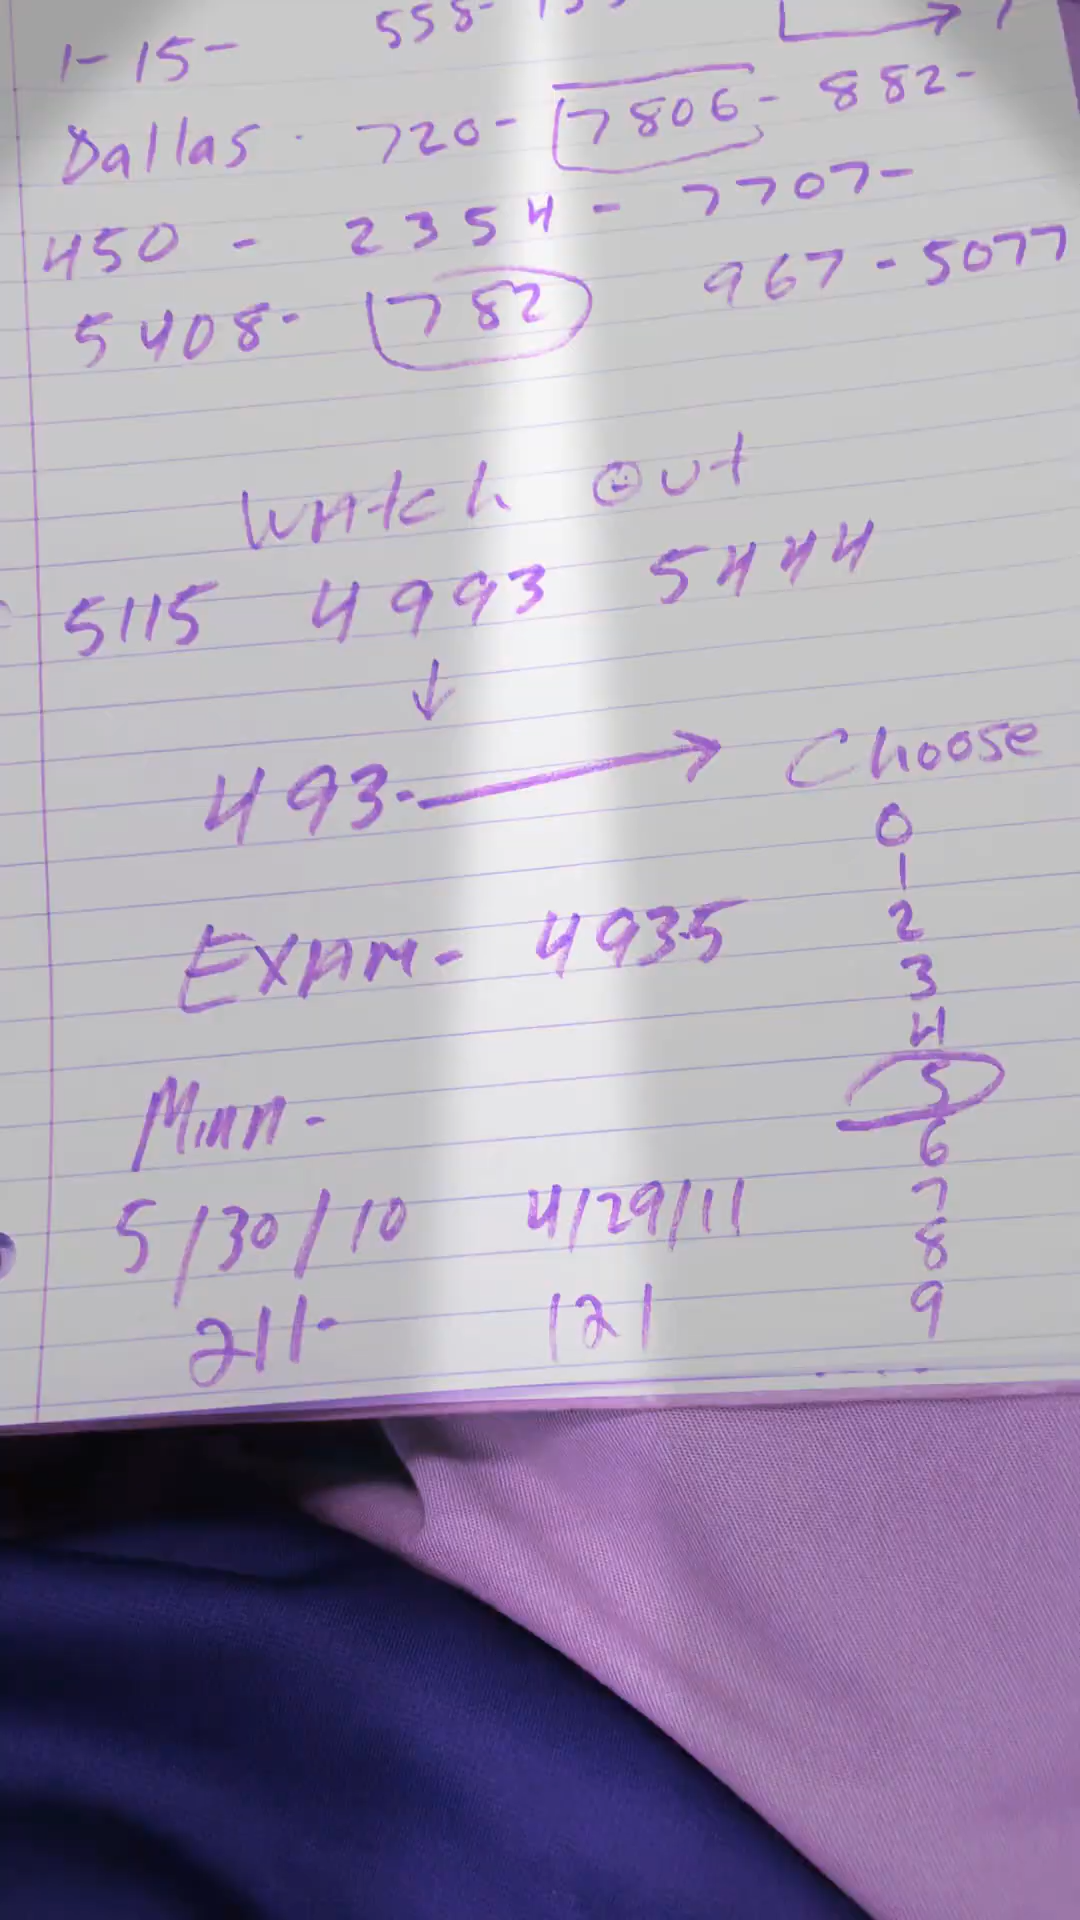 1-15- 558-
Dallas. 720- 7806- 882-
450 - 2354 - 7707-
5408- 782 967-5077
Watch Out
5115 4993 5444
↓
493- → Choose
0
1
2
3
4
5
6
7
8
9
Exam- 4935
Minn-
5/30/10 4/29/11
211- 121